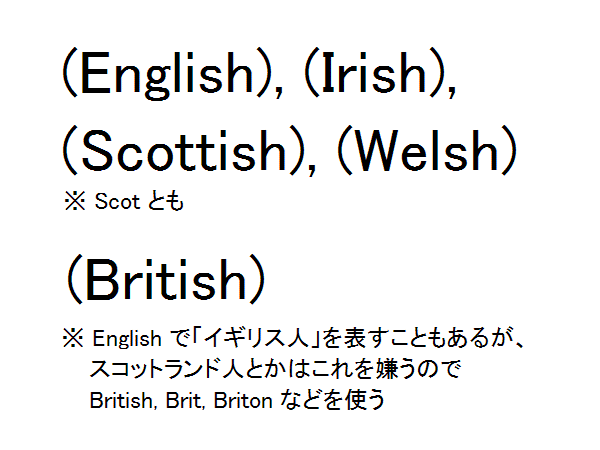 (English), (Irish),
(Scottish), (Welsh)
※ Scot とも
(British)
※ English で「イギリス人」を表すこともあるが、
スコットランド人とかはこれを嫌うので
British, Brit, Briton などを使う